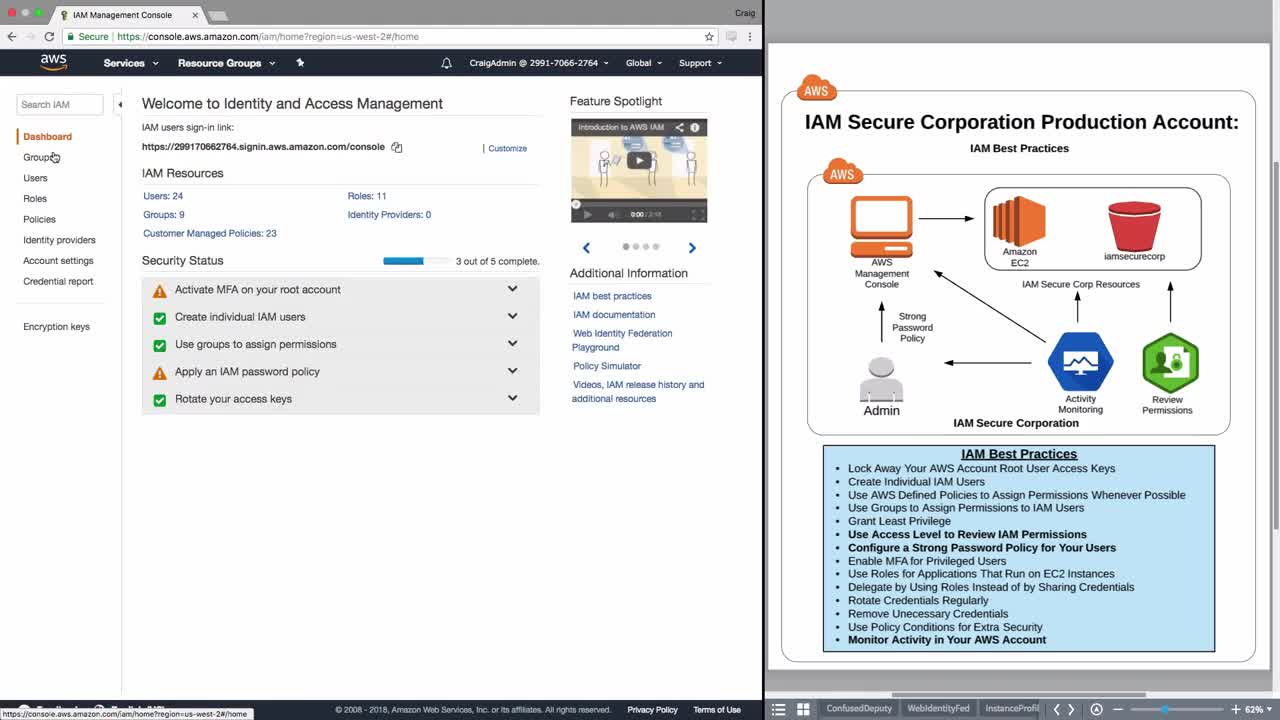 IAM Management Console
Craig
Secure
https://console.aws.amazon.com/iam/home?region=us-west-2#/home
aws
Services
Resource Groups
CraigAdmin @ 2991-7066-2764
Global
Support
Search IAM
Dashboard
Groups
Users
Roles
Policies
Identity providers
Account settings
Credential report
Encryption keys
Welcome to Identity and Access Management
IAM users sign-in link:
https://299170662764.signin.aws.amazon.com/console
Customize
IAM Resources
Users: 24
Roles: 11
Groups: 9
Identity Providers: 0
Customer Managed Policies: 23
Security Status
3 out of 5 complete.
Activate MFA on your root account
Create individual IAM users
Use groups to assign permissions
Apply an IAM password policy
Rotate your access keys
Feature Spotlight
Introduction to AWS IAM
0:00 / 2:15
Additional Information
IAM best practices
IAM documentation
Web Identity Federation
Playground
Policy Simulator
Videos, IAM release history and
additional resources
© 2008 - 2018, Amazon Web Services, Inc. or its affiliates. All rights reserved.
Privacy Policy
Terms of Use
https://console.aws.amazon.com/iam/home?region=us-west-2#/home
AWS
IAM Secure Corporation Production Account:
IAM Best Practices
AWS
AWS
Management
Console
Amazon
EC2
iamsecurecorp
IAM Secure Corp Resources
Strong
Password
Policy
Admin
Activity
Monitoring
Review
Permissions
IAM Secure Corporation
IAM Best Practices
• Lock Away Your AWS Account Root User Access Keys
• Create Individual IAM Users
• Use AWS Defined Policies to Assign Permissions Whenever Possible
• Use Groups to Assign Permissions to IAM Users
• Grant Least Privilege
• Use Access Level to Review IAM Permissions
• Configure a Strong Password Policy for Your Users
• Enable MFA for Privileged Users
• Use Roles for Applications That Run on EC2 Instances
• Delegate by Using Roles Instead of by Sharing Credentials
• Rotate Credentials Regularly
• Remove Unecessary Credentials
• Use Policy Conditions for Extra Security
• Monitor Activity in Your AWS Account
ConfusedDeputy
WebIdentityFed
InstanceProfil
62%